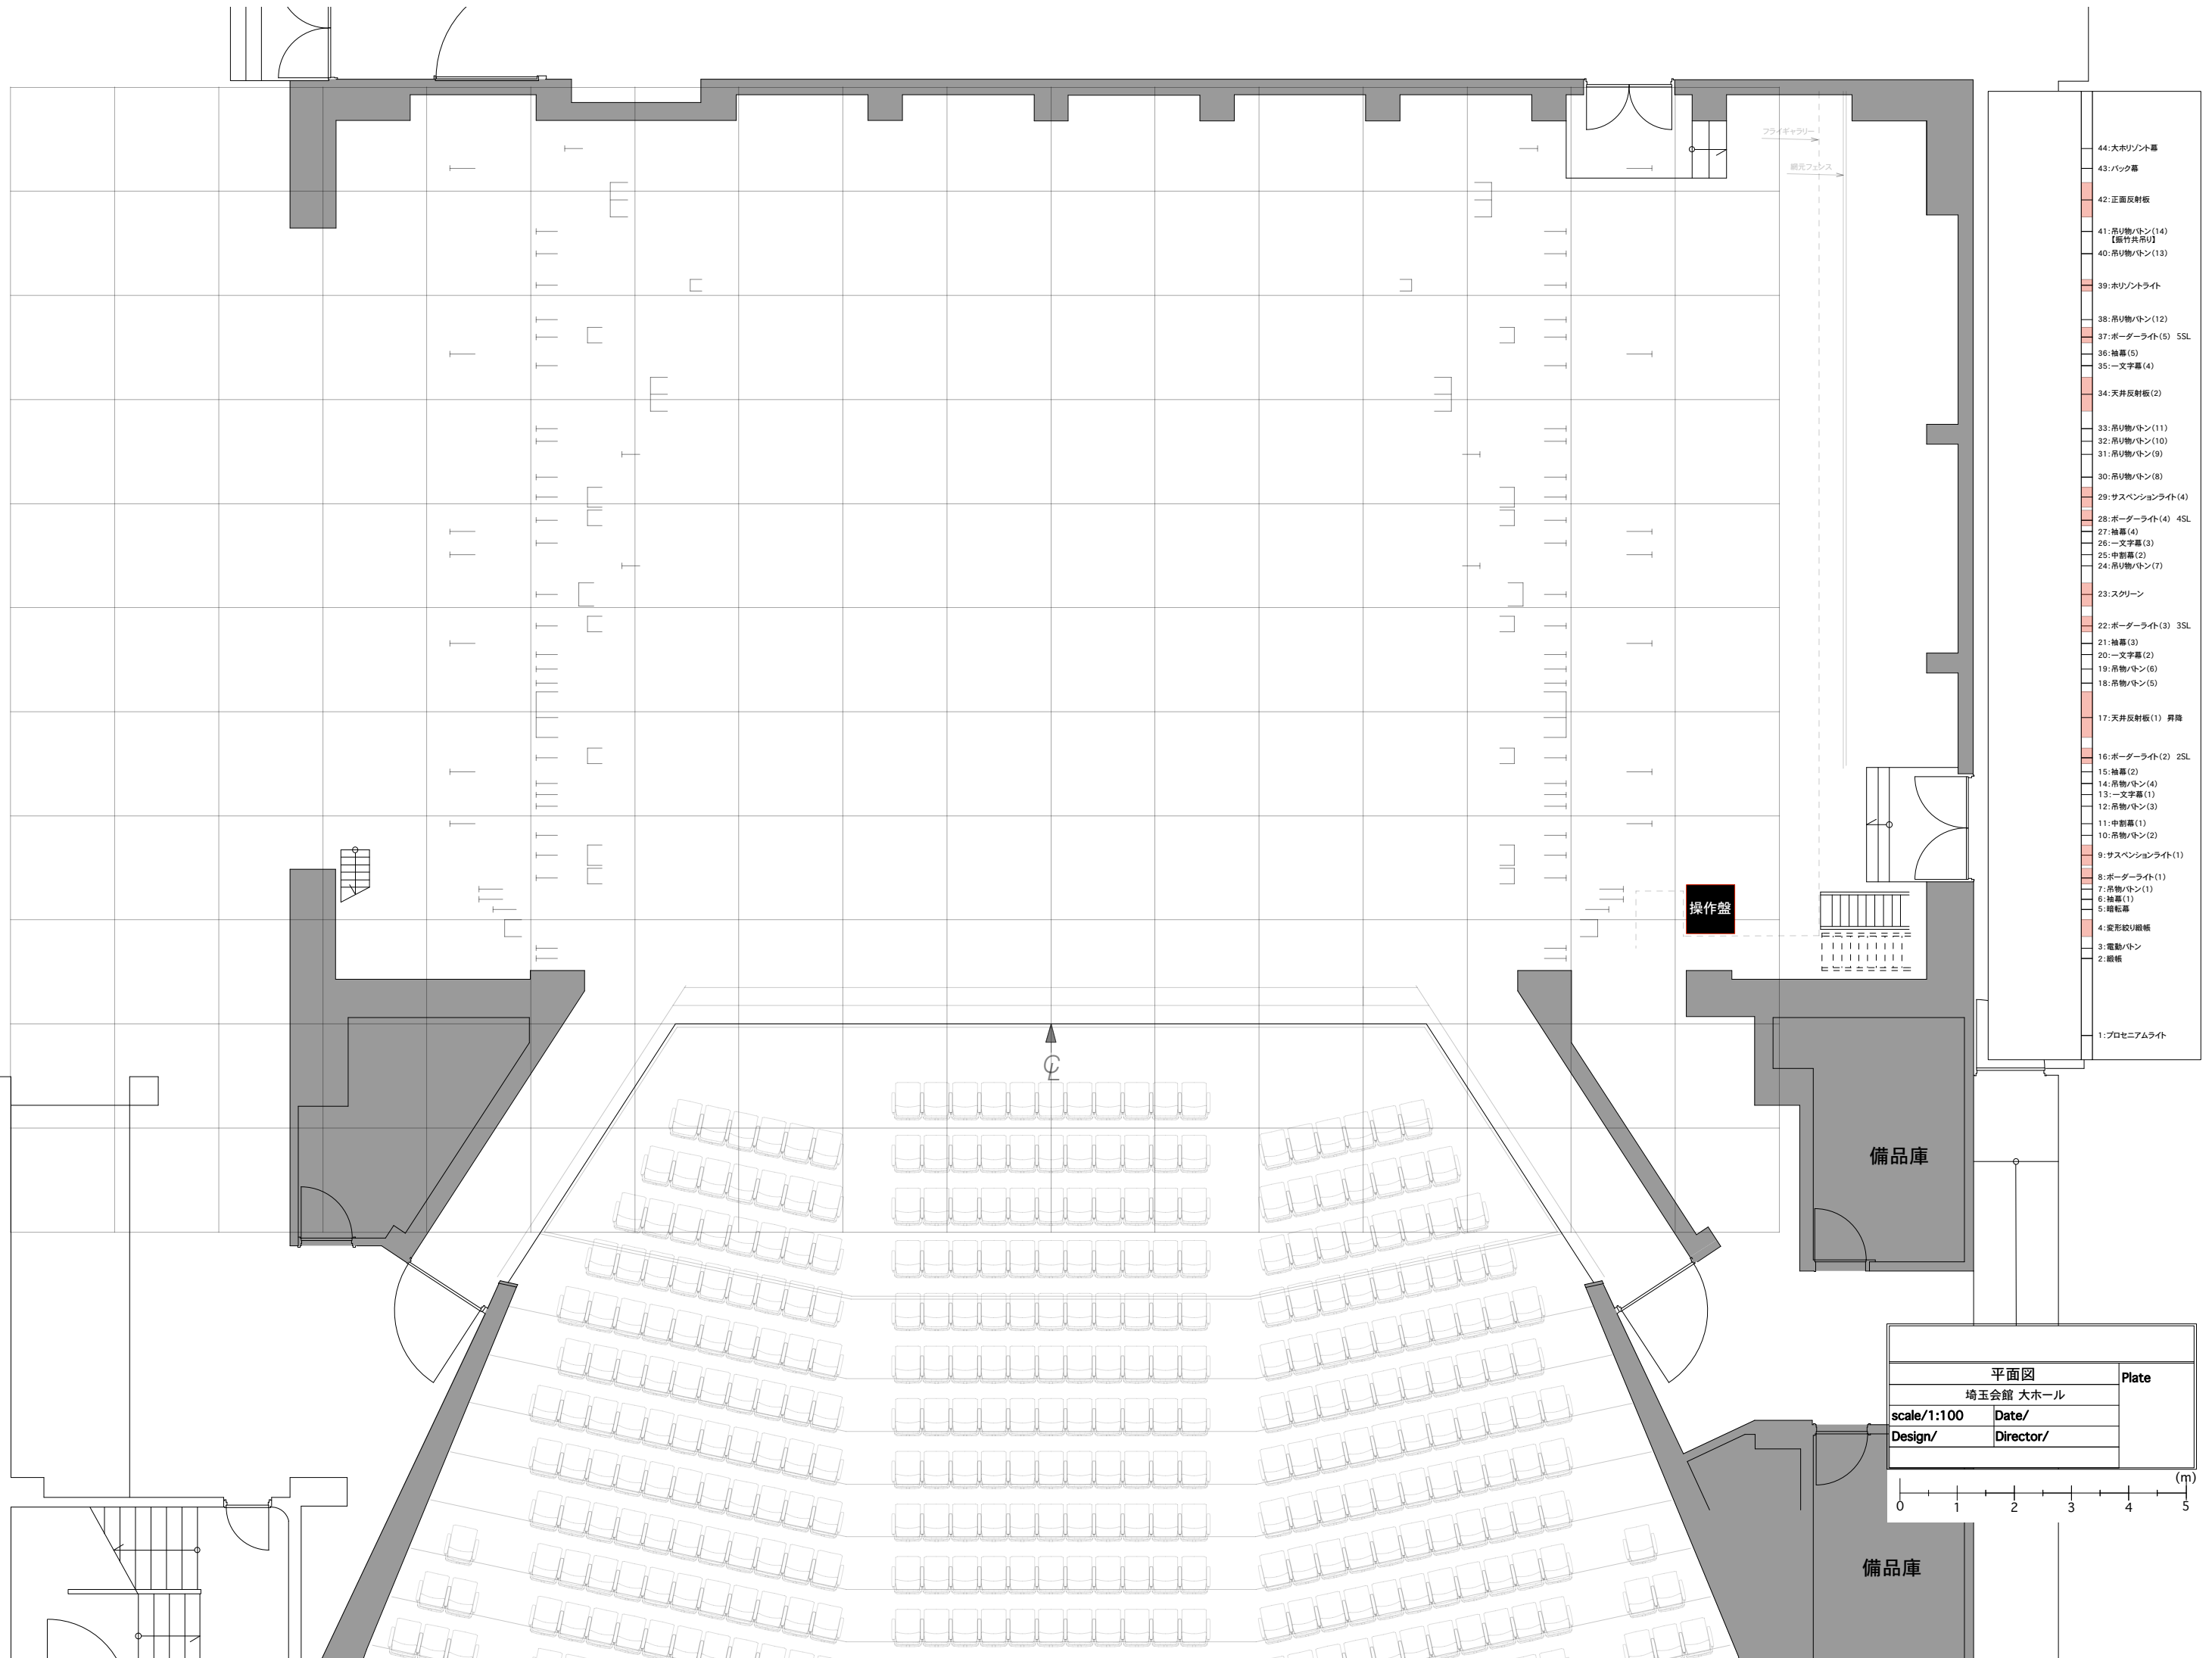 フライギャラリー
綱元フェンス
44:大ホリゾント幕
43:バック幕
42:正面反射板
41:吊り物バトン(14)
【振竹共吊り】
40:吊り物バトン(13)
39:ホリゾントライト
38:吊り物バトン(12)
37:ボーダーライト(5) 5SL
36:袖幕(5)
35:一文字幕(4)
34:天井反射板(2)
33:吊り物バトン(11)
32:吊り物バトン(10)
31:吊り物バトン(9)
30:吊り物バトン(8)
29:サスペンションライト(4)
28:ボーダーライト(4) 4SL
27:袖幕(4)
26:一文字幕(3)
25:中割幕(2)
24:吊り物バトン(7)
23:スクリーン
22:ボーダーライト(3) 3SL
21:袖幕(3)
20:一文字幕(2)
19:吊物バトン(6)
18:吊物バトン(5)
17:天井反射板(1) 昇降
16:ボーダーライト(2) 2SL
15:袖幕(2)
14:吊物バトン(4)
13:一文字幕(1)
12:吊物バトン(3)
11:中割幕(1)
10:吊物バトン(2)
9:サスペンションライト(1)
8:ボーダーライト(1)
7:吊物バトン(1)
6:袖幕(1)
5:暗転幕
4:変形絞り緞帳
3:電動バトン
2:緞帳
1:プロセニアムライト
操作盤
CL
備品庫
平面図
Plate
埼玉会館 大ホール
scale/1:100 Date/
Design/ Director/
(m)
0 1 2 3 4 5
備品庫